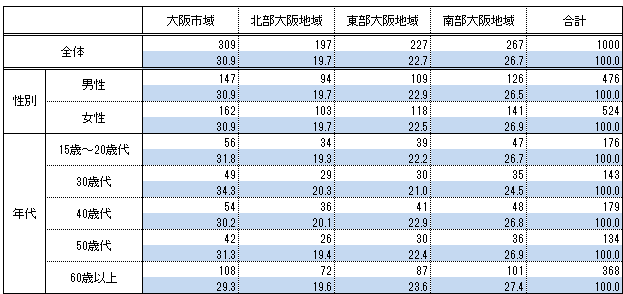 大阪市域 北部大阪地域 東部大阪地域 南部大阪地域 合計
全体 309 197 227 267 1000
30.9 19.7 22.7 26.7 100.0
性別 男性 147 94 109 126 476
30.9 19.7 22.9 26.5 100.0
女性 162 103 118 141 524
30.9 19.7 22.5 26.9 100.0
年代 15歳～20歳代 56 34 39 47 176
31.8 19.3 22.2 26.7 100.0
30歳代 49 29 30 35 143
34.3 20.3 21.0 24.5 100.0
40歳代 54 36 41 48 179
30.2 20.1 22.9 26.8 100.0
50歳代 42 26 30 36 134
31.3 19.4 22.4 26.9 100.0
60歳以上 108 72 87 101 368
29.3 19.6 23.6 27.4 100.0